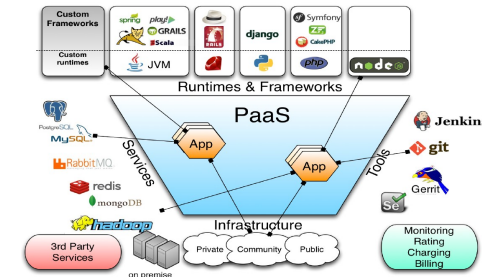 Custom
Frameworks
Custom
runtimes
spring
play!
GRAILS
Scala
JVM
RAILS
django
Symfony
ZF
CakePHP
php
node
Runtimes & Frameworks
PaaS
App
App
Services
Tools
PostgreSQL
MySQL
RabbitMQ
redis
mongoDB
hadoop
Jenkin
git
Gerrit
Se
Infrastructure
Private
Community
Public
on premise
3rd Party
Services
Monitoring
Rating
Charging
Billing